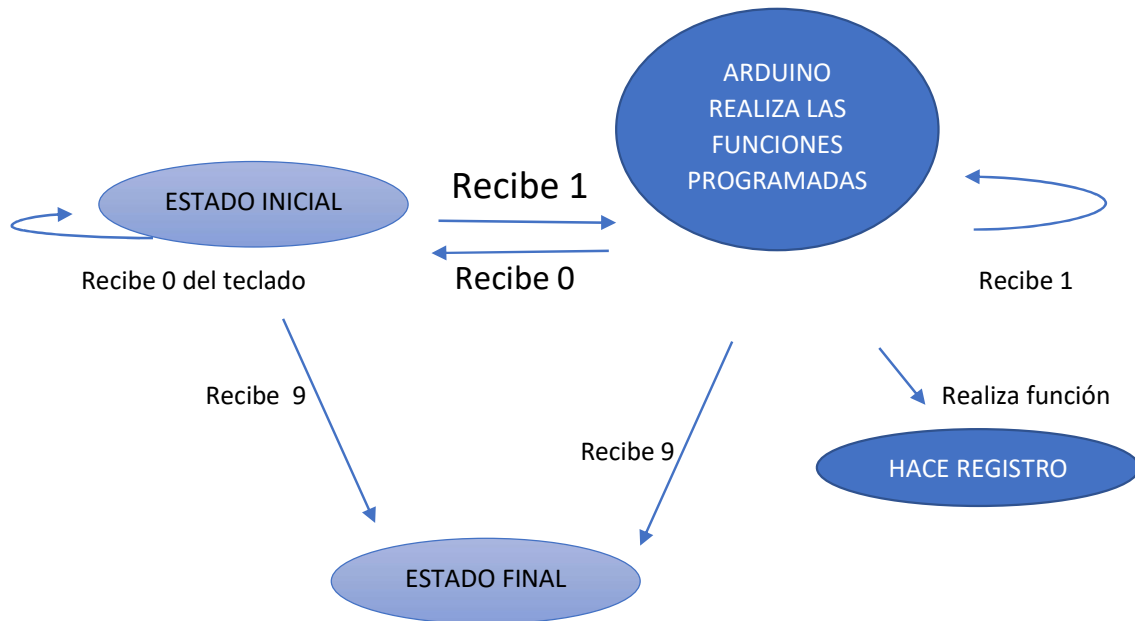 ARDUINO
REALIZA LAS
FUNCIONES
PROGRAMADAS
ESTADO INICIAL
Recibe 1
Recibe 0
Recibe 0 del teclado
Recibe 1
Recibe  9
Recibe 9
Realiza función
HACE REGISTRO
ESTADO FINAL